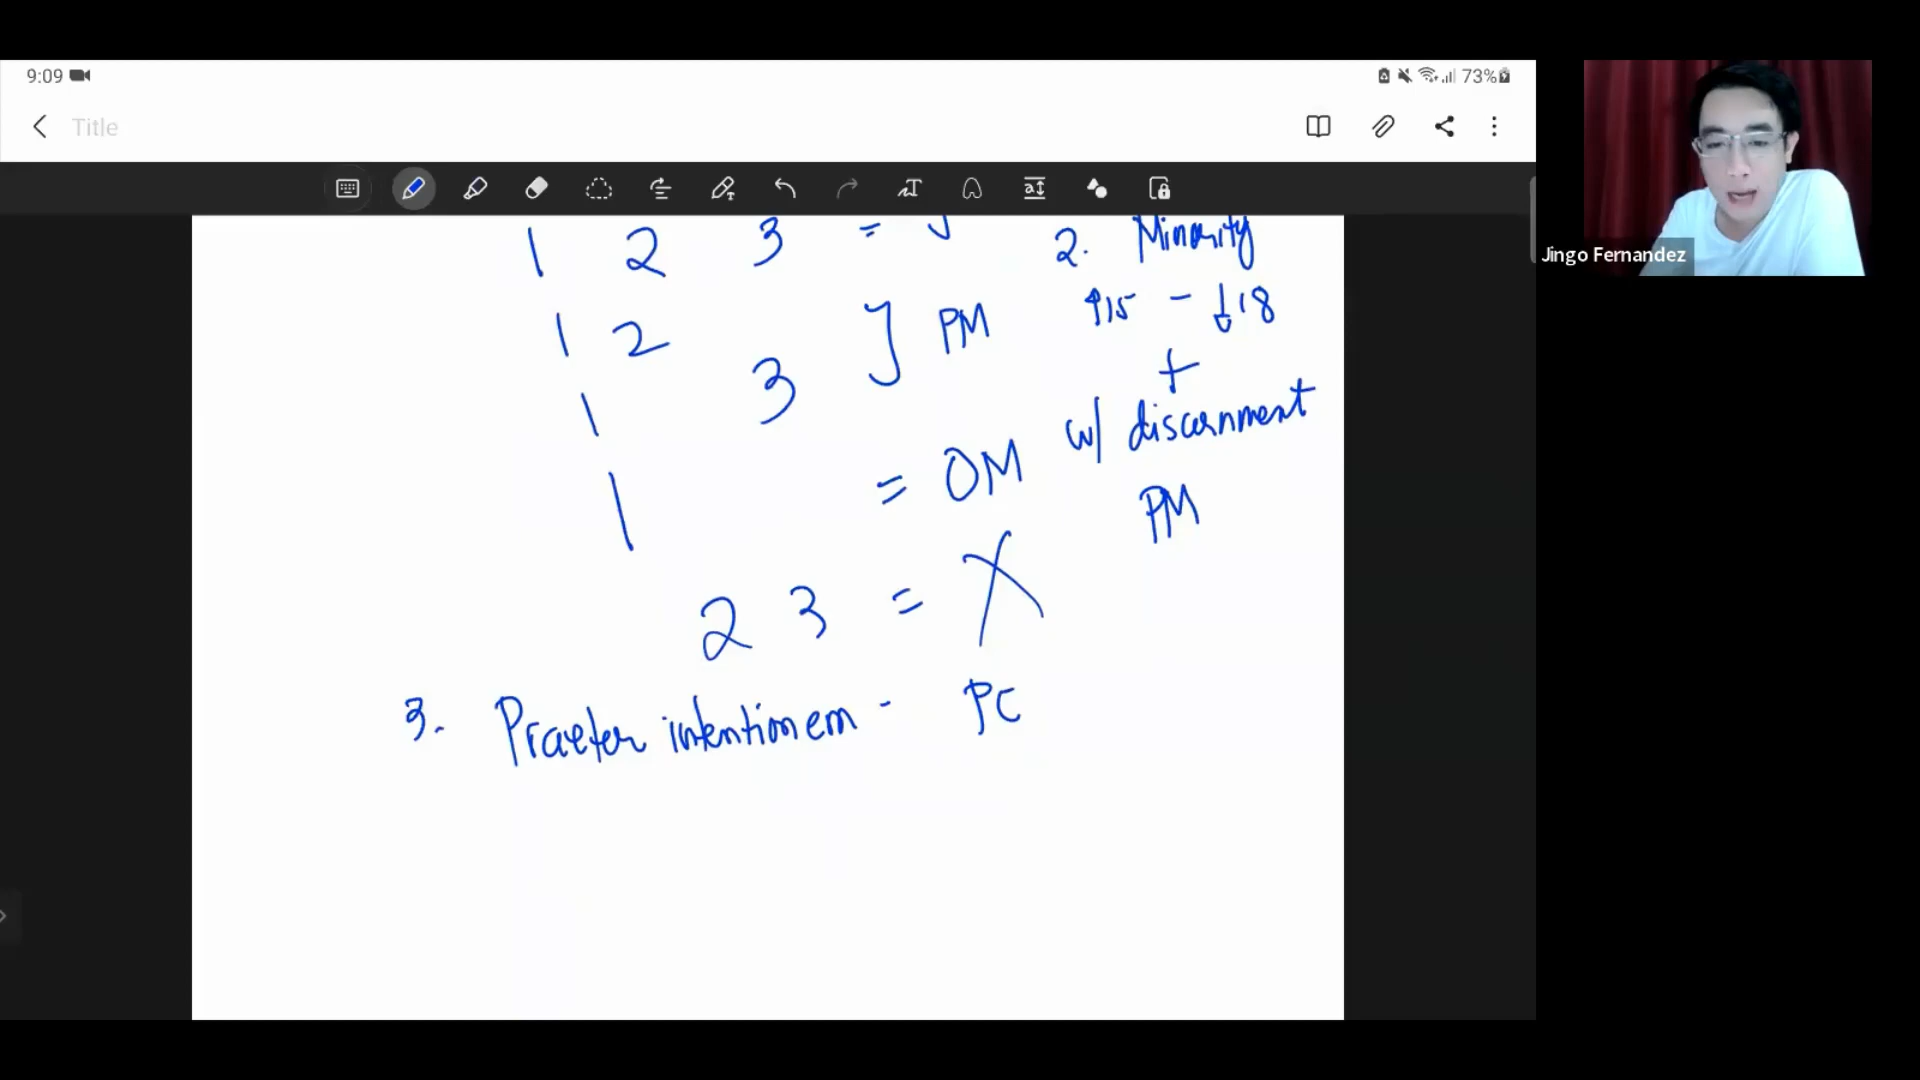 9:09
73%
Title
Jingo Fernandez
1 2 3 =
2. Minority
1 2
] PM
↑15 - ↓18
3
+
1
w/ discernment
1 = OM
PM
2 3 = X
3. Praeter intentionem - PC